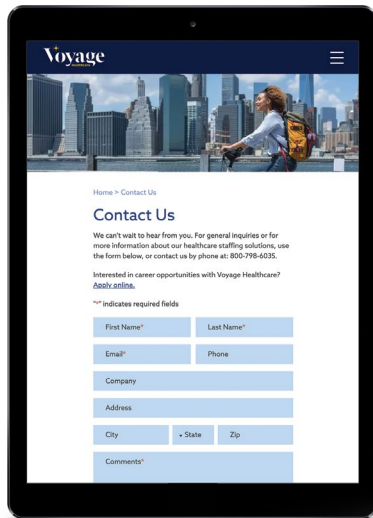 Voyage
HEALTHCARE
Home > Contact Us
Contact Us
We can't wait to hear from you. For general inquiries or for
more information about our healthcare staffing solutions, use
the form below, or contact us by phone at: 800-798-6035.
Interested in career opportunities with Voyage Healthcare?
Apply online.
"*" indicates required fields
First Name* Last Name*
Email* Phone
Company
Address
City State Zip
Comments*